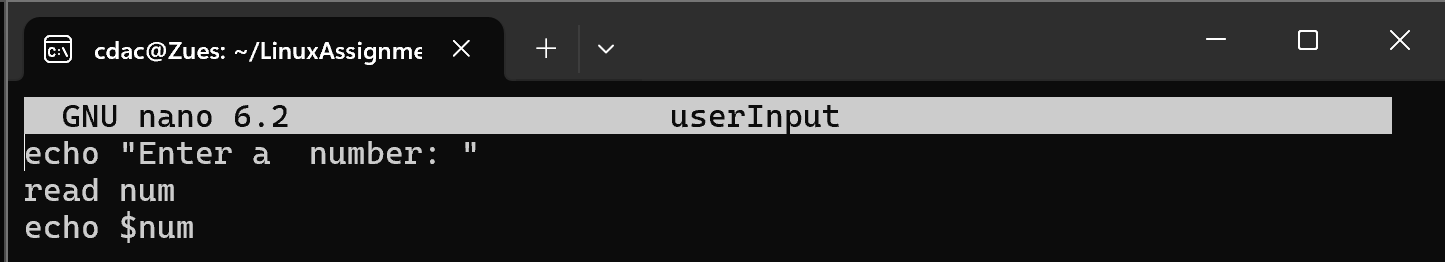 cdac@Zues: ~/LinuxAssignme
GNU nano 6.2 userInput
echo "Enter a  number: "
read num
echo $num